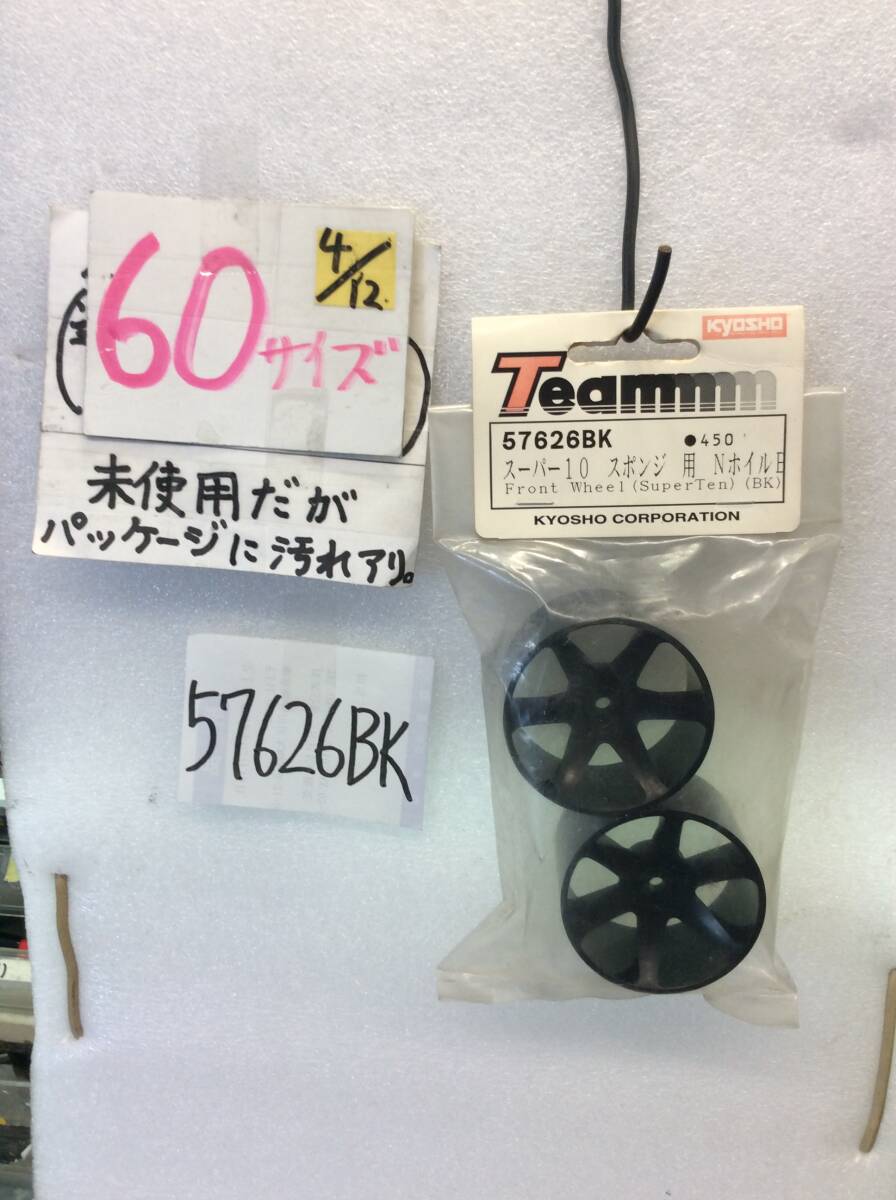 60サイズ
4/12.
未使用だが
パッケージに汚れアリ。
57626BK
KYOSHO
Teammm
57626BK ●450
スーパー10 スポンジ 用 Nホイル
Front Wheel(SuperTen)(BK)
KYOSHO CORPORATION